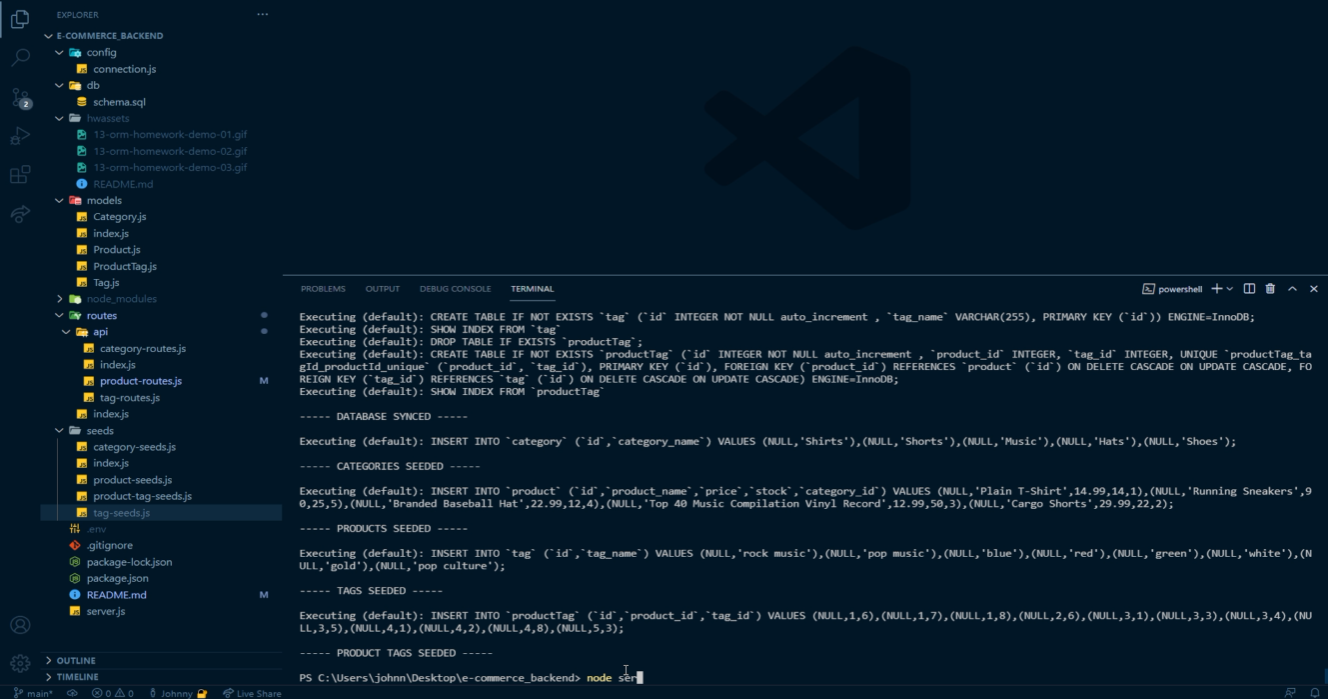 EXPLORER
E-COMMERCE_BACKEND
config
connection.js
db
schema.sql
hwassets
13-orm-homework-demo-01.gif
13-orm-homework-demo-02.gif
13-orm-homework-demo-03.gif
README.md
models
Category.js
index.js
Product.js
ProductTag.js
Tag.js
node_modules
routes
api
category-routes.js
index.js
product-routes.js M
tag-routes.js
index.js
seeds
category-seeds.js
index.js
product-seeds.js
product-tag-seeds.js
tag-seeds.js
.env
.gitignore
package-lock.json
package.json
README.md M
server.js
OUTLINE
TIMELINE
2
PROBLEMS OUTPUT DEBUG CONSOLE TERMINAL powershell
Executing (default): CREATE TABLE IF NOT EXISTS `tag` (`id` INTEGER NOT NULL auto_increment , `tag_name` VARCHAR(255), PRIMARY KEY (`id`)) ENGINE=InnoDB;
Executing (default): SHOW INDEX FROM `tag`
Executing (default): DROP TABLE IF EXISTS `productTag`;
Executing (default): CREATE TABLE IF NOT EXISTS `productTag` (`id` INTEGER NOT NULL auto_increment , `product_id` INTEGER, `tag_id` INTEGER, UNIQUE `productTag_ta
gId_productId_unique` (`product_id`, `tag_id`), PRIMARY KEY (`id`), FOREIGN KEY (`product_id`) REFERENCES `product` (`id`) ON DELETE CASCADE ON UPDATE CASCADE, FO
REIGN KEY (`tag_id`) REFERENCES `tag` (`id`) ON DELETE CASCADE ON UPDATE CASCADE) ENGINE=InnoDB;
Executing (default): SHOW INDEX FROM `productTag`
----- DATABASE SYNCED -----
Executing (default): INSERT INTO `category` (`id`,`category_name`) VALUES (NULL,'Shirts'),(NULL,'Shorts'),(NULL,'Music'),(NULL,'Hats'),(NULL,'Shoes');
----- CATEGORIES SEEDED -----
Executing (default): INSERT INTO `product` (`id`,`product_name`,`price`,`stock`,`category_id`) VALUES (NULL,'Plain T-Shirt',14.99,14,1),(NULL,'Running Sneakers',9
0,25,5),(NULL,'Branded Baseball Hat',22.99,12,4),(NULL,'Top 40 Music Compilation Vinyl Record',12.99,50,3),(NULL,'Cargo Shorts',29.99,22,2);
----- PRODUCTS SEEDED -----
Executing (default): INSERT INTO `tag` (`id`,`tag_name`) VALUES (NULL,'rock music'),(NULL,'pop music'),(NULL,'blue'),(NULL,'red'),(NULL,'green'),(NULL,'white'),(N
ULL,'gold'),(NULL,'pop culture');
----- TAGS SEEDED -----
Executing (default): INSERT INTO `productTag` (`id`,`product_id`,`tag_id`) VALUES (NULL,1,6),(NULL,1,7),(NULL,1,8),(NULL,2,6),(NULL,3,1),(NULL,3,3),(NULL,3,4),(NU
LL,3,5),(NULL,4,1),(NULL,4,2),(NULL,4,8),(NULL,5,3);
----- PRODUCT TAGS SEEDED -----
PS C:\Users\johnn\Desktop\e-commerce_backend> node ser
main* 0 0 Johnny Live Share